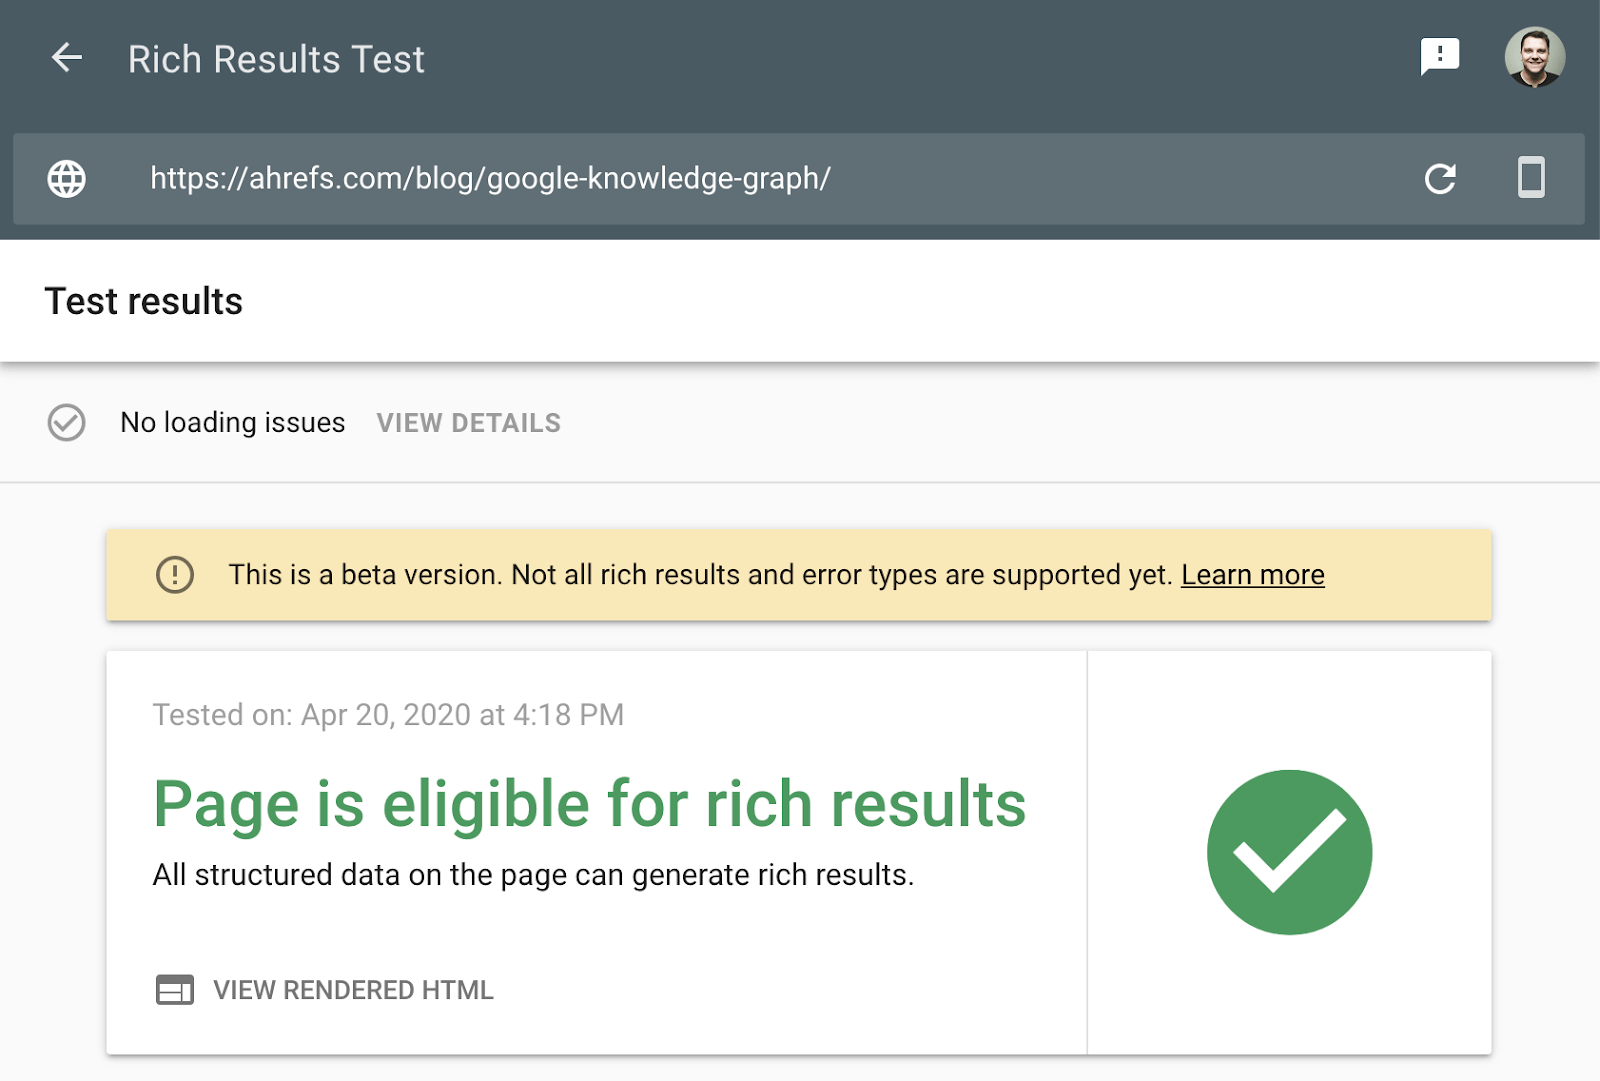 Rich Results Test
https://ahrefs.com/blog/google-knowledge-graph/
Test results
No loading issues VIEW DETAILS
This is a beta version. Not all rich results and error types are supported yet. Learn more
Tested on: Apr 20, 2020 at 4:18 PM
Page is eligible for rich results
All structured data on the page can generate rich results.
VIEW RENDERED HTML